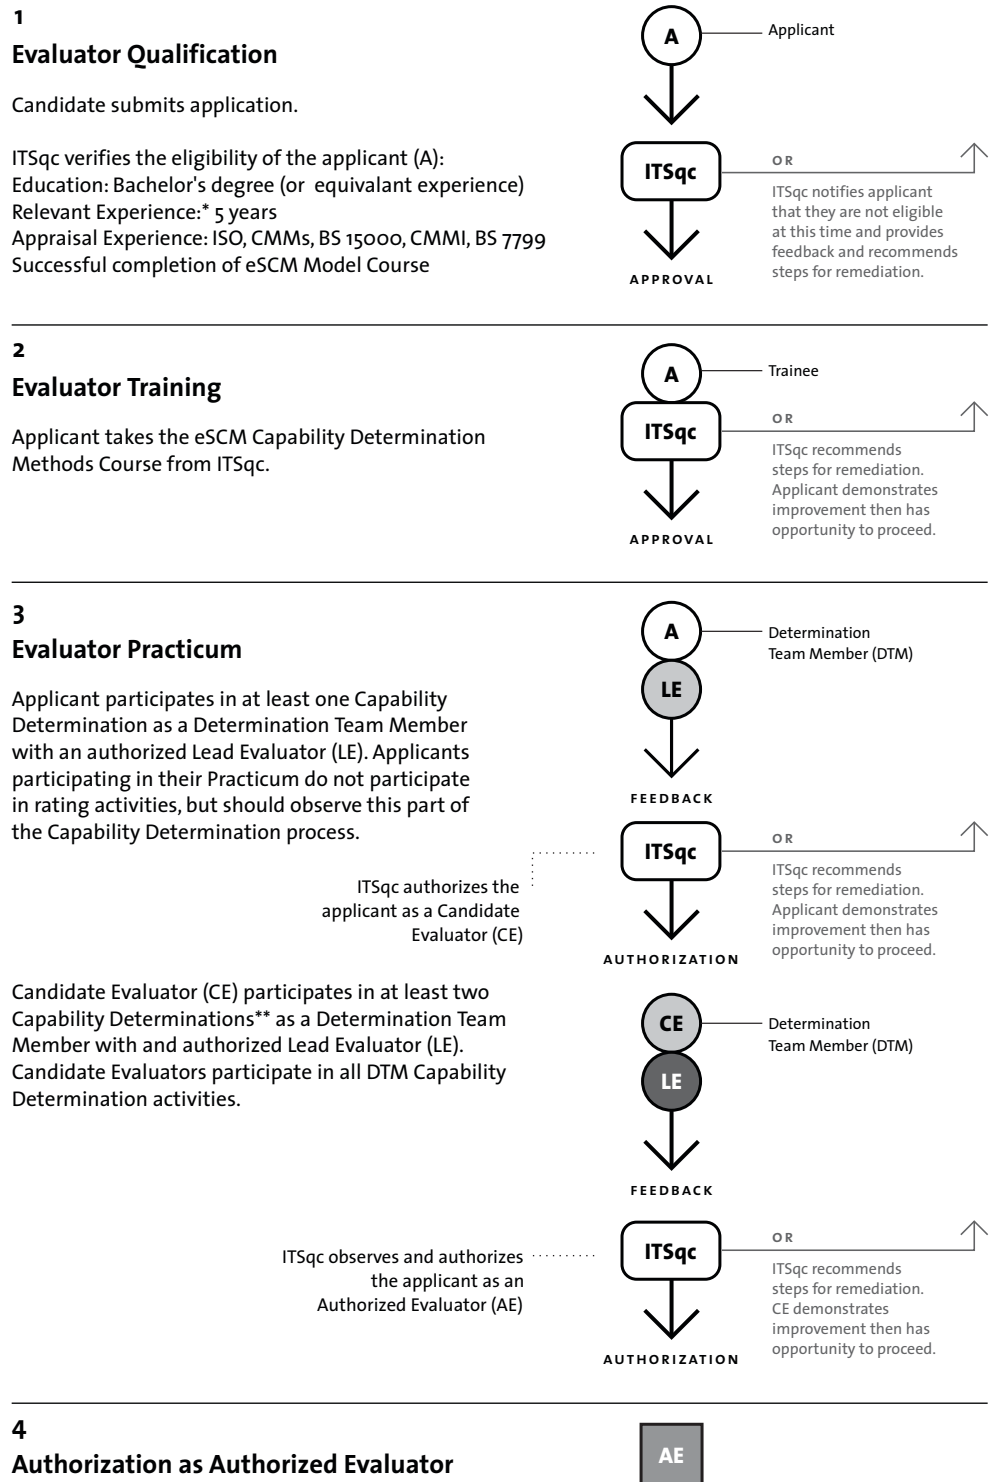 1
Evaluator Qualification
Candidate submits application.
ITSqc verifies the eligibility of the applicant (A):
Education: Bachelor's degree (or equivalant experience)
Relevant Experience:* 5 years
Appraisal Experience: ISO, CMMs, BS 15000, CMMI, BS 7799
Successful completion of eSCM Model Course
A
Applicant
ITSqc
OR
ITSqc notifies applicant
that they are not eligible
at this time and provides
feedback and recommends
steps for remediation.
APPROVAL
2
Evaluator Training
Applicant takes the eSCM Capability Determination
Methods Course from ITSqc.
A
Trainee
ITSqc
OR
ITSqc recommends
steps for remediation.
Applicant demonstrates
improvement then has
opportunity to proceed.
APPROVAL
3
Evaluator Practicum
Applicant participates in at least one Capability
Determination as a Determination Team Member
with an authorized Lead Evaluator (LE). Applicants
participating in their Practicum do not participate
in rating activities, but should observe this part of
the Capability Determination process.
A
Determination
Team Member (DTM)
LE
FEEDBACK
ITSqc authorizes the
applicant as a Candidate
Evaluator (CE)
ITSqc
OR
ITSqc recommends
steps for remediation.
Applicant demonstrates
improvement then has
opportunity to proceed.
AUTHORIZATION
Candidate Evaluator (CE) participates in at least two
Capability Determinations** as a Determination Team
Member with and authorized Lead Evaluator (LE).
Candidate Evaluators participate in all DTM Capability
Determination activities.
CE
Determination
Team Member (DTM)
LE
FEEDBACK
ITSqc observes and authorizes
the applicant as an
Authorized Evaluator (AE)
ITSqc
OR
ITSqc recommends
steps for remediation.
CE demonstrates
improvement then has
opportunity to proceed.
AUTHORIZATION
4
Authorization as Authorized Evaluator
AE